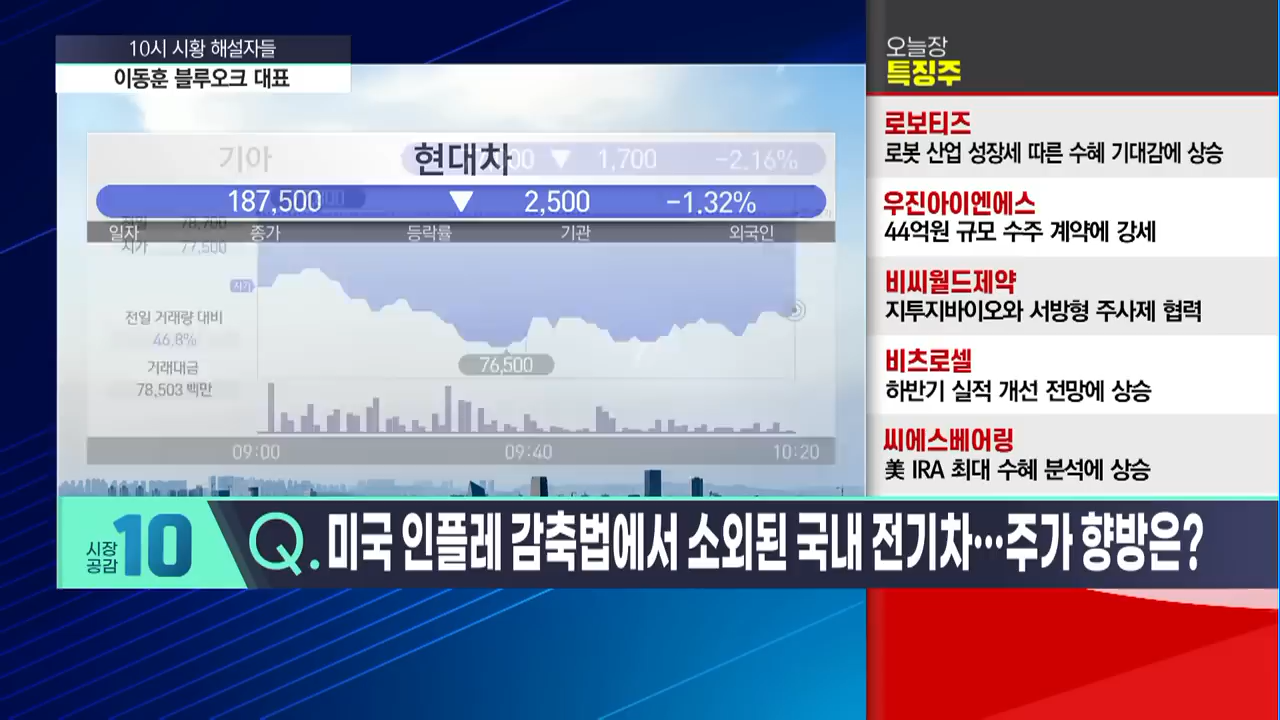 10시 시황 해설자들
이동훈 블루오크 대표
기아
현대차
1,700 -2.16%
187,500 ▼ 2,500 -1.32%
일자 종가 등락률 기관 외국인
78,700
시가 77,500
전일 거래량 대비
46.8%
거래대금
78,503 백만
76,500
09:00 09:40 10:20
오늘장
특징주
로보티즈
로봇 산업 성장세 따른 수혜 기대감에 상승
우진아이엔에스
44억원 규모 수주 계약에 강세
비씨월드제약
지투지바이오와 서방형 주사제 협력
비츠로셀
하반기 실적 개선 전망에 상승
씨에스베어링
美 IRA 최대 수혜 분석에 상승
시장
공감 10
Q. 미국 인플레 감축법에서 소외된 국내 전기차…주가 향방은?